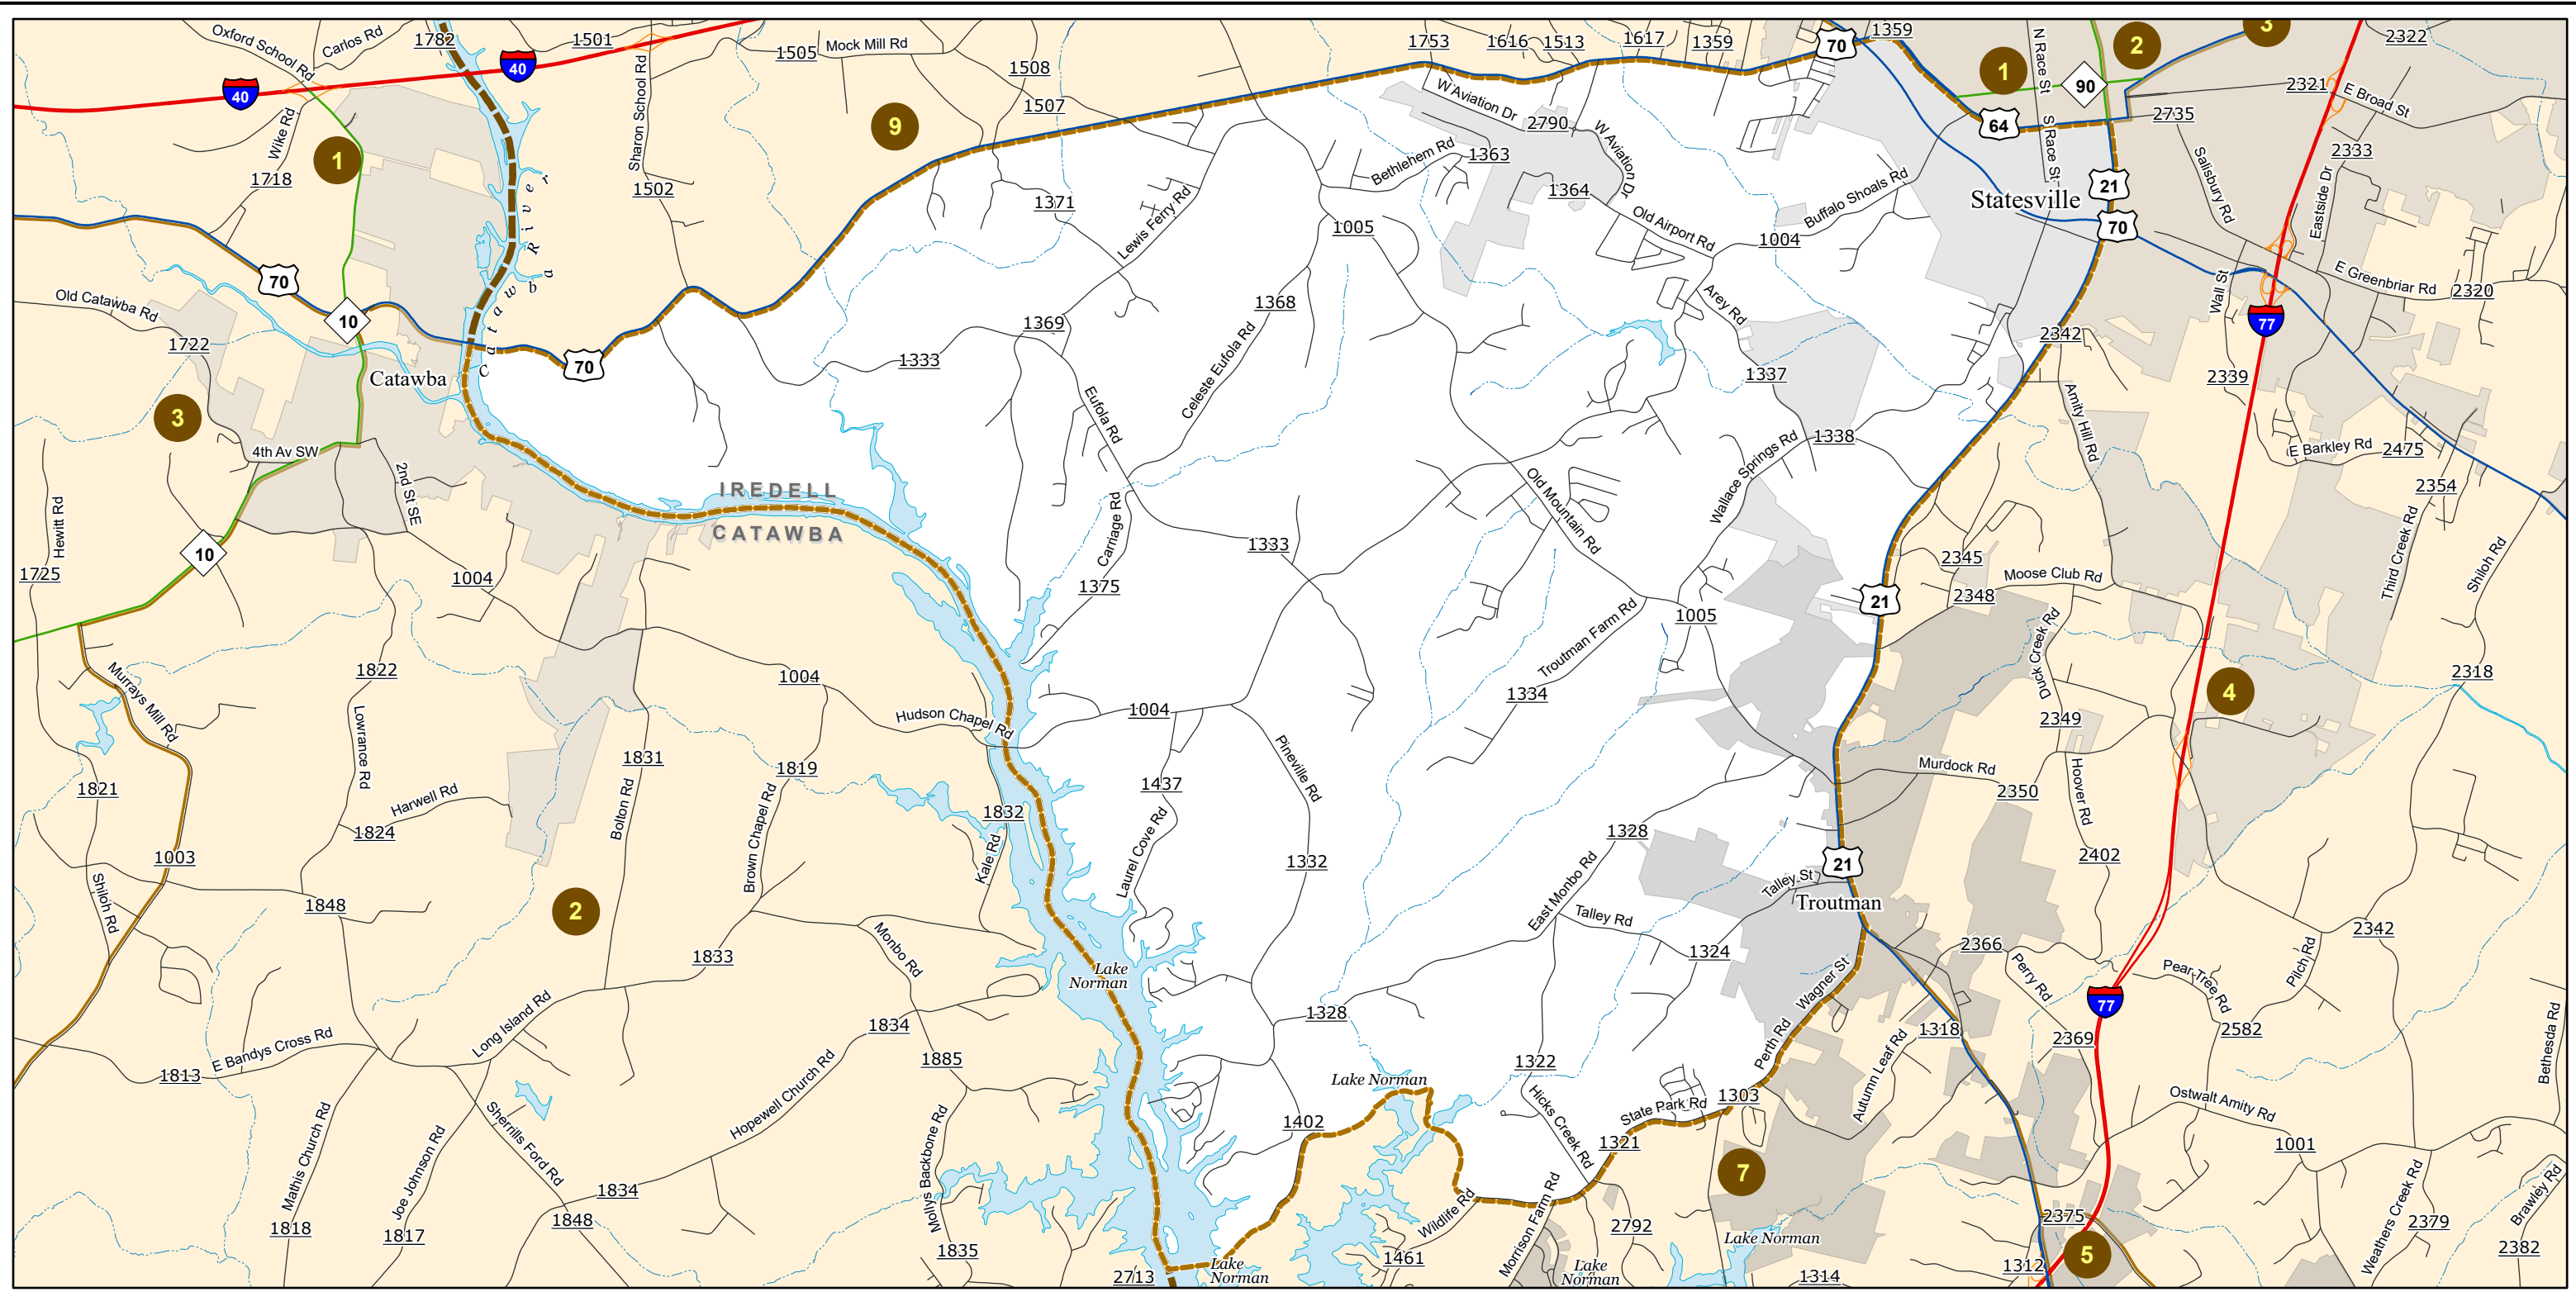 Oxford School Rd
Carlos Rd
1782
1501
40
40
Sharon School Rd
1505
Mock Mill Rd
1508
1507
1753
1616
1513
1617
1359
70
1359
N Race St
1
90
2
3
2322
2321
E Broad St
Wike Rd
1
1718
1502
9
W Aviation Dr
2790
W Aviation Dr
64
S Race St
2735
2333
Salisbury Rd
Eastside Dr
Bethlehem Rd
1363
1364
Buffalo Shoals Rd
Statesville
21
70
1371
Lewis Ferry Rd
1005
Old Airport Rd
1004
Catawba River
70
Old Catawba Rd
10
1722
Catawba
70
1333
1369
1368
Celeste Eufola Rd
Eufola Rd
Arey Rd
1337
2342
Wall St
77
E Greenbriar Rd
2320
2339
Amity Hill Rd
E Barkley Rd
2475
2354
3
4th Av SW
2nd St SE
Hewitt Rd
10
1725
IREDELL
CATAWBA
1004
Carriage Rd
1375
1333
Old Mountain Rd
Wallace Springs Rd
1338
1005
21
2345
Moose Club Rd
2348
Third Creek Rd
Shiloh Rd
Duck Creek Rd
2318
4
Troutman Farm Rd
1334
2349
Murrays Mill Rd
1822
1004
Lowrance Rd
Hudson Chapel Rd
1004
Pineville Rd
1831
1819
1437
1821
Harwell Rd
1824
Bolton Rd
Brown Chapel Rd
1832
Kale Rd
Laurel Cove Rd
1332
1328
East Monbo Rd
Murdock Rd
2350
Hoover Rd
2402
21
Talley St
Troutman
Talley Rd
1324
1003
Shiloh Rd
1848
2
1833
Monbo Rd
Lake
Norman
1328
Wagner St
2366
Perry Rd
Pear Tree Rd
Pilch Rd
2342
77
2369
2582
Bethesda Rd
Long Island Rd
1834
E Bandys Cross Rd
1813
1885
Hopewell Church Rd
Lake Norman
1322
Perth Rd
1318
Autumn Leaf Rd
1303
State Park Rd
1321
Hicks Creek Rd
1402
Ostwalt Amity Rd
1001
Mathis Church Rd
Joe Johnson Rd
Sherrills Ford Rd
Mollys Backbone Rd
1834
1848
1818
1817
1835
2713
Lake
Norman
Wildlife Rd
1461
Morrison Farm Rd
2792
Lake
Norman
7
Lake Norman
1314
2375
5
1312
Weathers Creek Rd
2379
Brawley Rd
2382